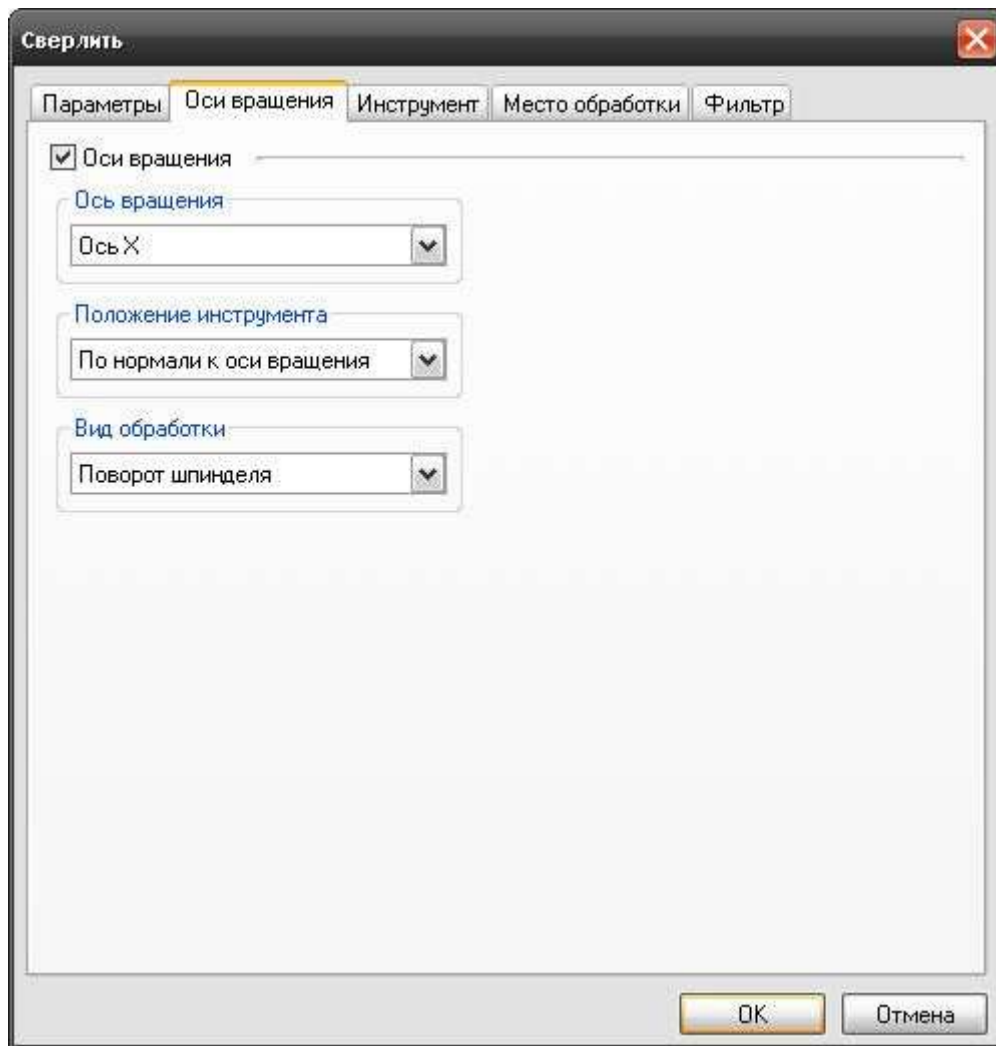 Сверлить
Параметры Оси вращения Инструмент Место обработки Фильтр
Оси вращения
Ось вращения
Ось X
Положение инструмента
По нормали к оси вращения
Вид обработки
Поворот шпинделя
OK Отмена